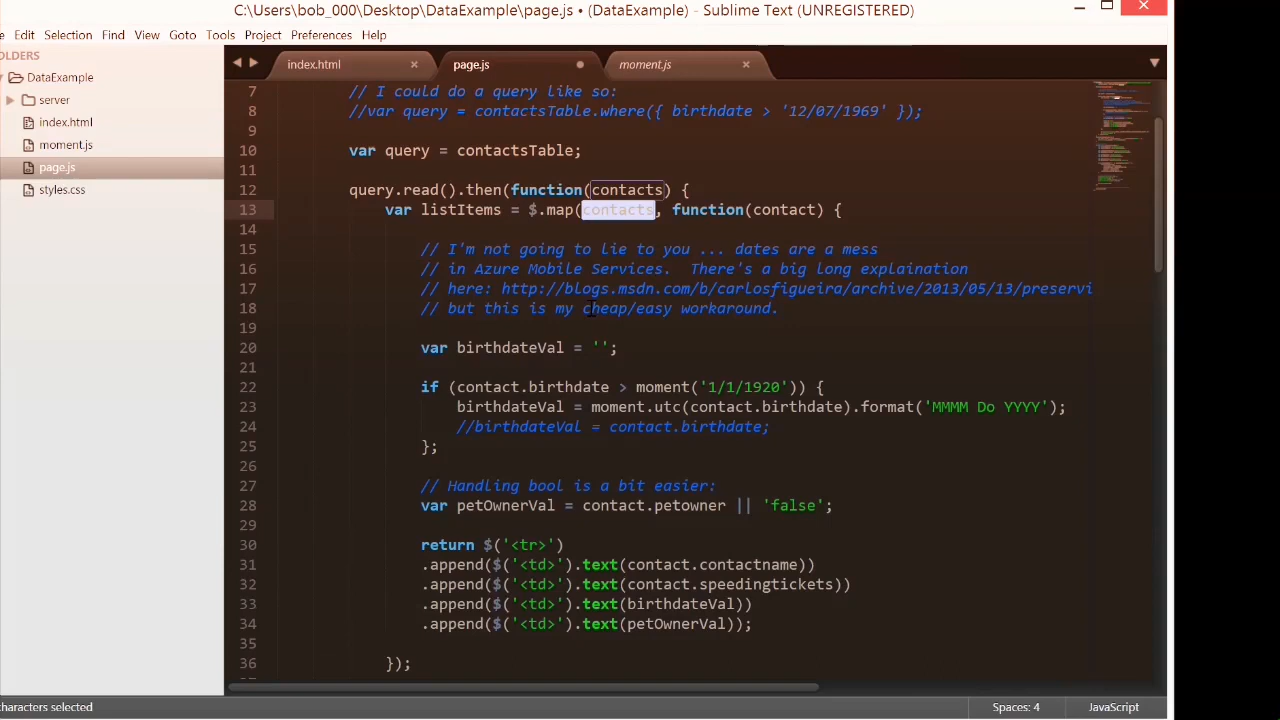 C:\Users\bob_000\Desktop\DataExample\page.js • (DataExample) - Sublime Text (UNREGISTERED)
e Edit Selection Find View Goto Tools Project Preferences Help
OLDERS
DataExample
server
index.html
moment.js
page.js
styles.css
index.html × page.js moment.js ×
7 // I could do a query like so:
8 //var query = contactsTable.where({ birthdate > '12/07/1969' });
9
10 var query = contactsTable;
11
12 query.read().then(function(contacts) {
13 var listItems = $.map(contacts, function(contact) {
14
15 // I'm not going to lie to you ... dates are a mess
16 // in Azure Mobile Services.  There's a big long explaination
17 // here: http://blogs.msdn.com/b/carlosfigueira/archive/2013/05/13/preservi
18 // but this is my cheap/easy workaround.
19
20 var birthdateVal = '';
21
22 if (contact.birthdate > moment('1/1/1920')) {
23 birthdateVal = moment.utc(contact.birthdate).format('MMMM Do YYYY');
24 //birthdateVal = contact.birthdate;
25 };
26
27 // Handling bool is a bit easier:
28 var petOwnerVal = contact.petowner || 'false';
29
30 return $('<tr>')
31 .append($('<td>').text(contact.contactname))
32 .append($('<td>').text(contact.speedingtickets))
33 .append($('<td>').text(birthdateVal))
34 .append($('<td>').text(petOwnerVal));
35
36 });
haracters selected
Spaces: 4 JavaScript